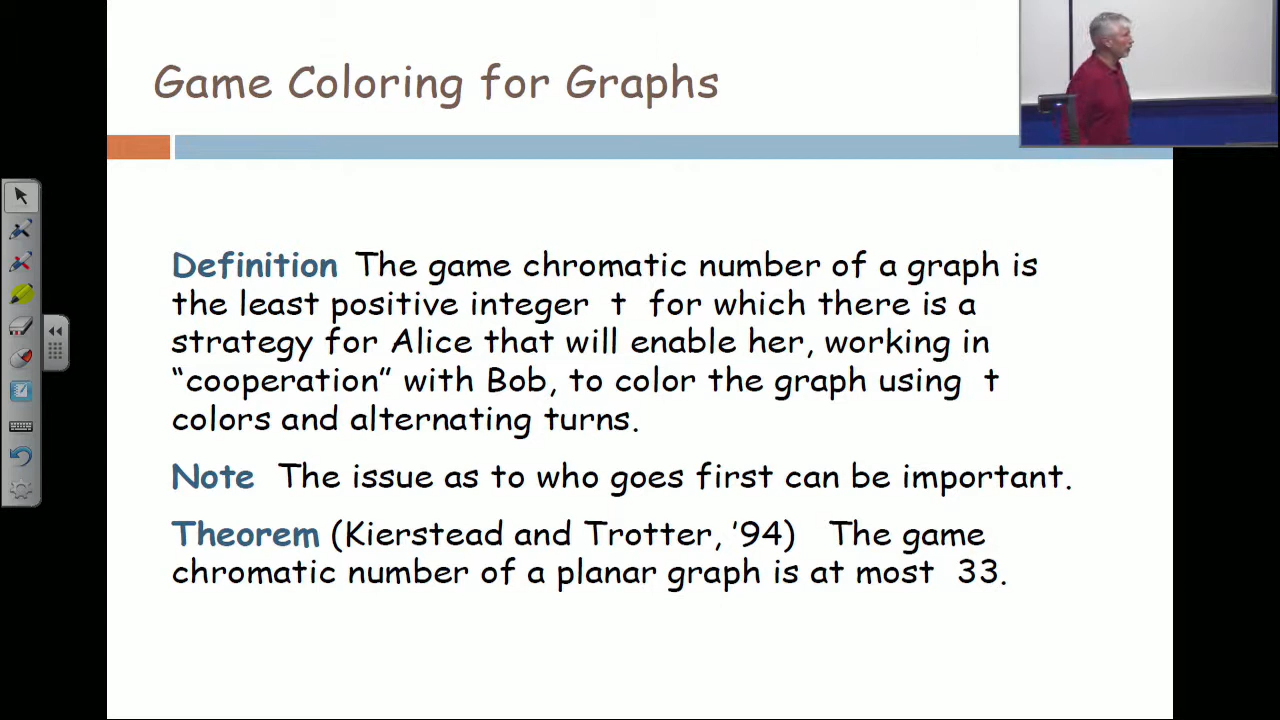 Game Coloring for Graphs
Definition The game chromatic number of a graph is
the least positive integer t for which there is a
strategy for Alice that will enable her, working in
“cooperation” with Bob, to color the graph using t
colors and alternating turns.
Note The issue as to who goes first can be important.
Theorem (Kierstead and Trotter, ’94) The game
chromatic number of a planar graph is at most 33.